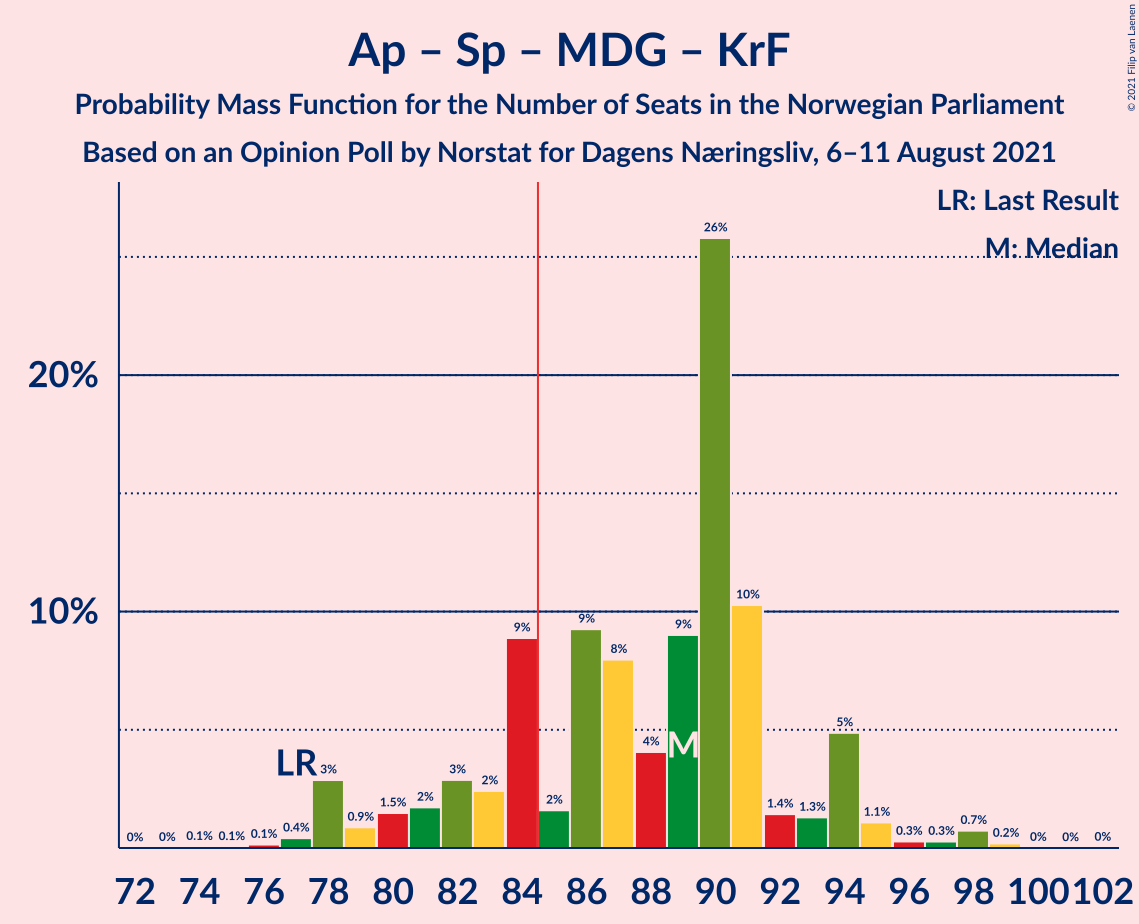 Ap – Sp – MDG – KrF
Probability Mass Function for the Number of Seats in the Norwegian Parliament
Based on an Opinion Poll by Norstat for Dagens Næringsliv, 6–11 August 2021
© 2021 Filip van Laenen
LR: Last Result
M: Median
20%
10%
0% 0% 0.1% 0.1% 0.1% 0.4% 3% 0.9% 1.5% 2% 3% 2% 9% 2% 9% 8% 4% 9% 26% 10% 1.4% 1.3% 5% 1.1% 0.3% 0.3% 0.7% 0.2% 0% 0% 0%
LR
M
72 74 76 78 80 82 84 86 88 90 92 94 96 98 100 102